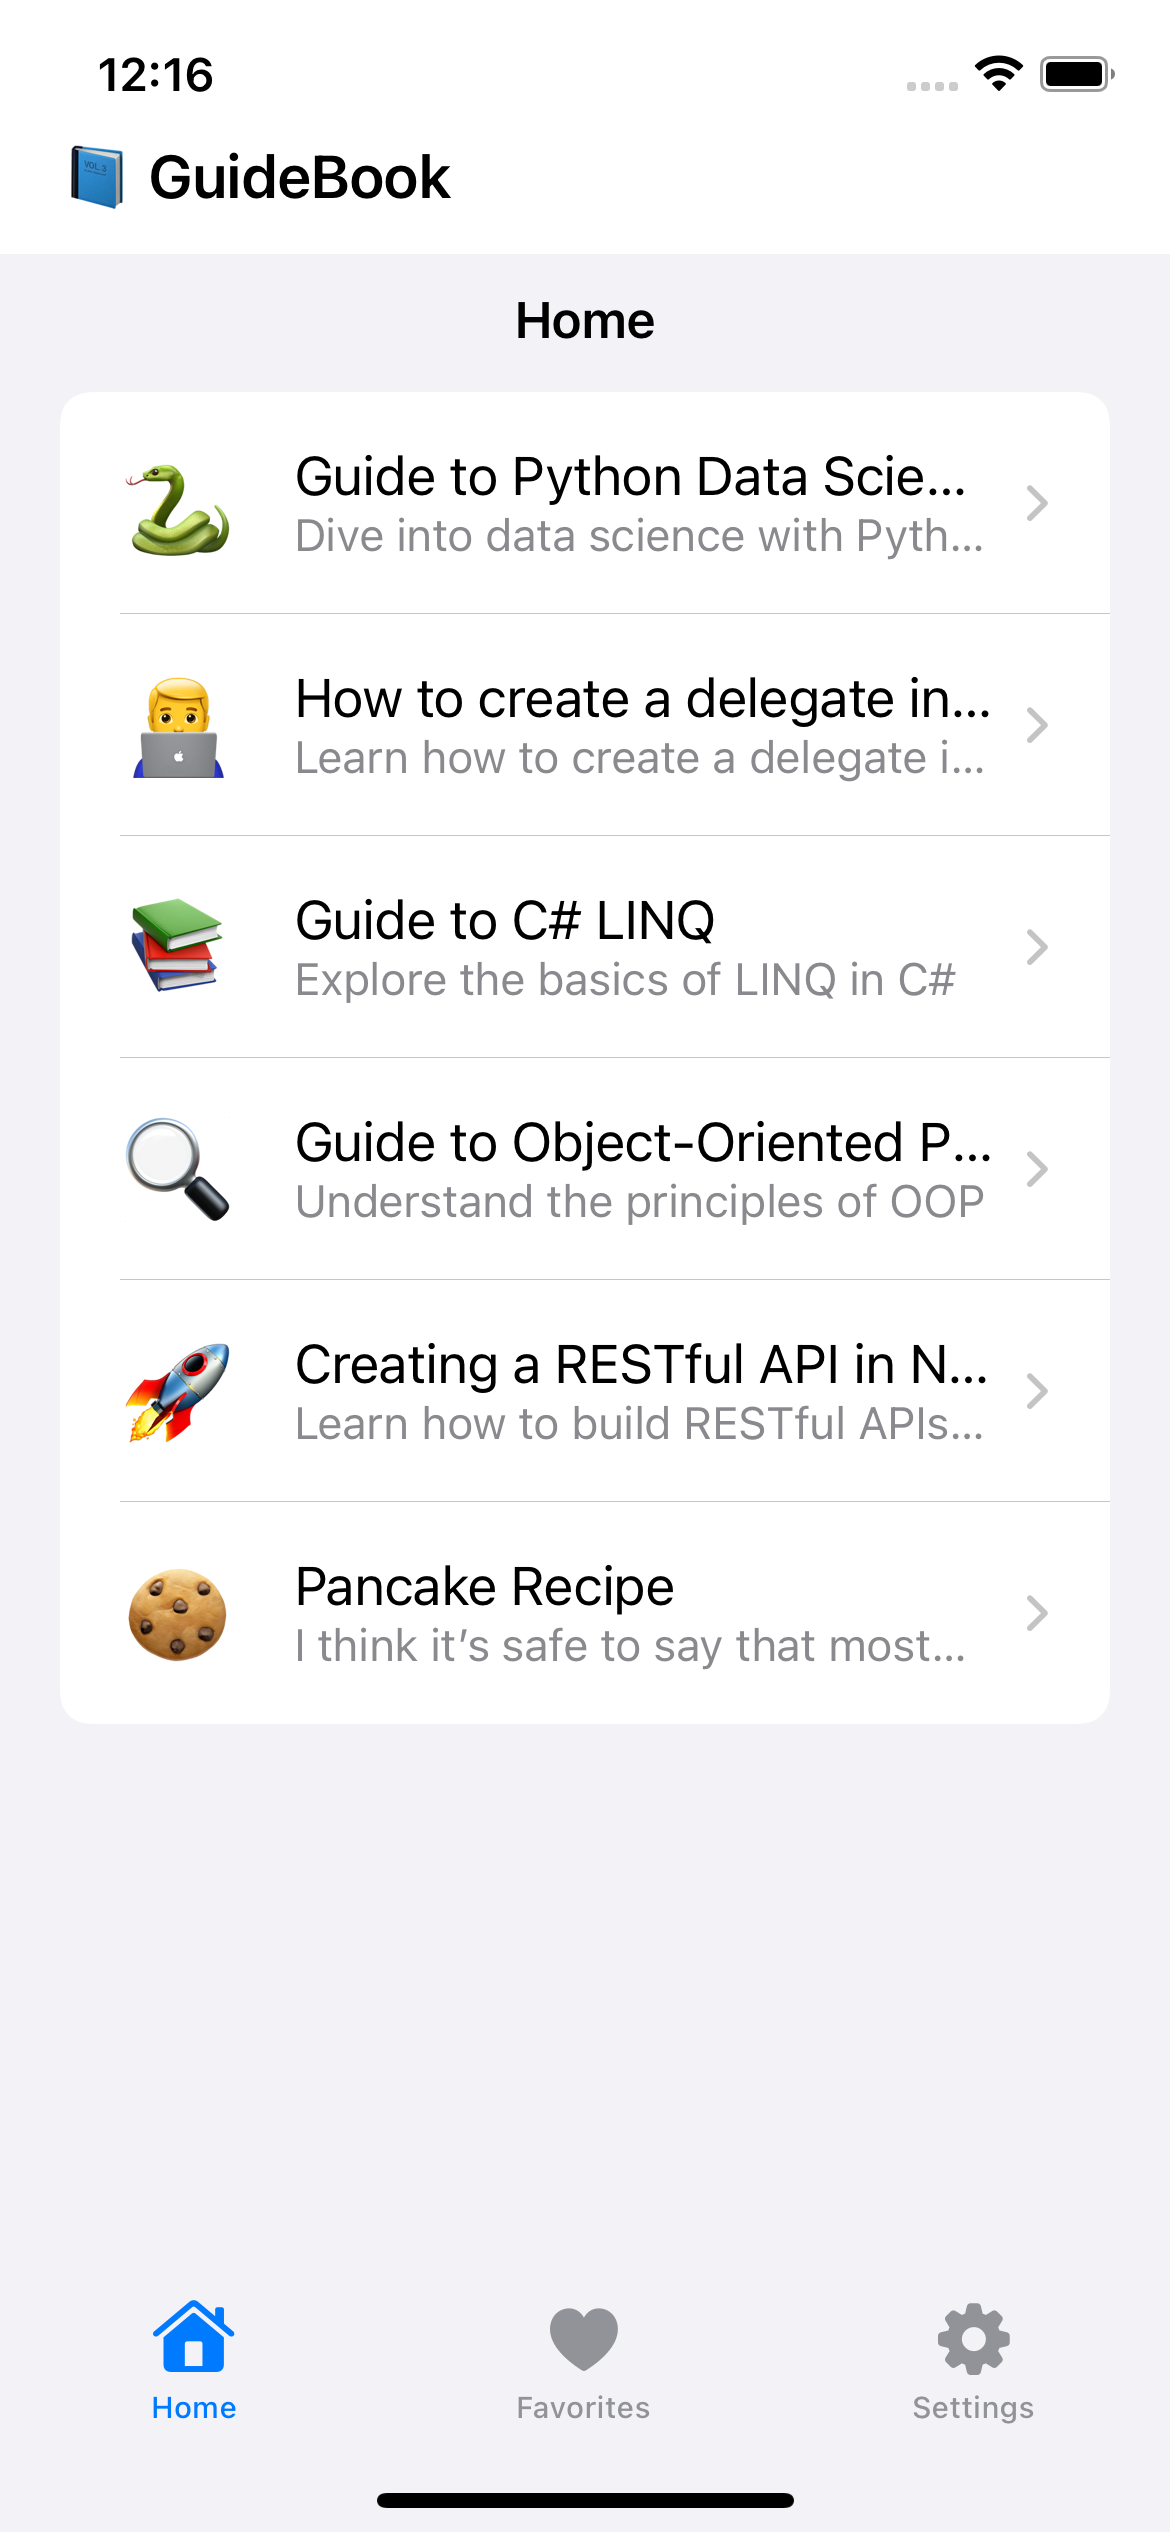 12:16
GuideBook
Home
Guide to Python Data Scie...
Dive into data science with Pyth...
How to create a delegate in...
Learn how to create a delegate i...
Guide to C# LINQ
Explore the basics of LINQ in C#
Guide to Object-Oriented P...
Understand the principles of OOP
Creating a RESTful API in N...
Learn how to build RESTful APIs...
Pancake Recipe
I think it’s safe to say that most...
Home Favorites Settings